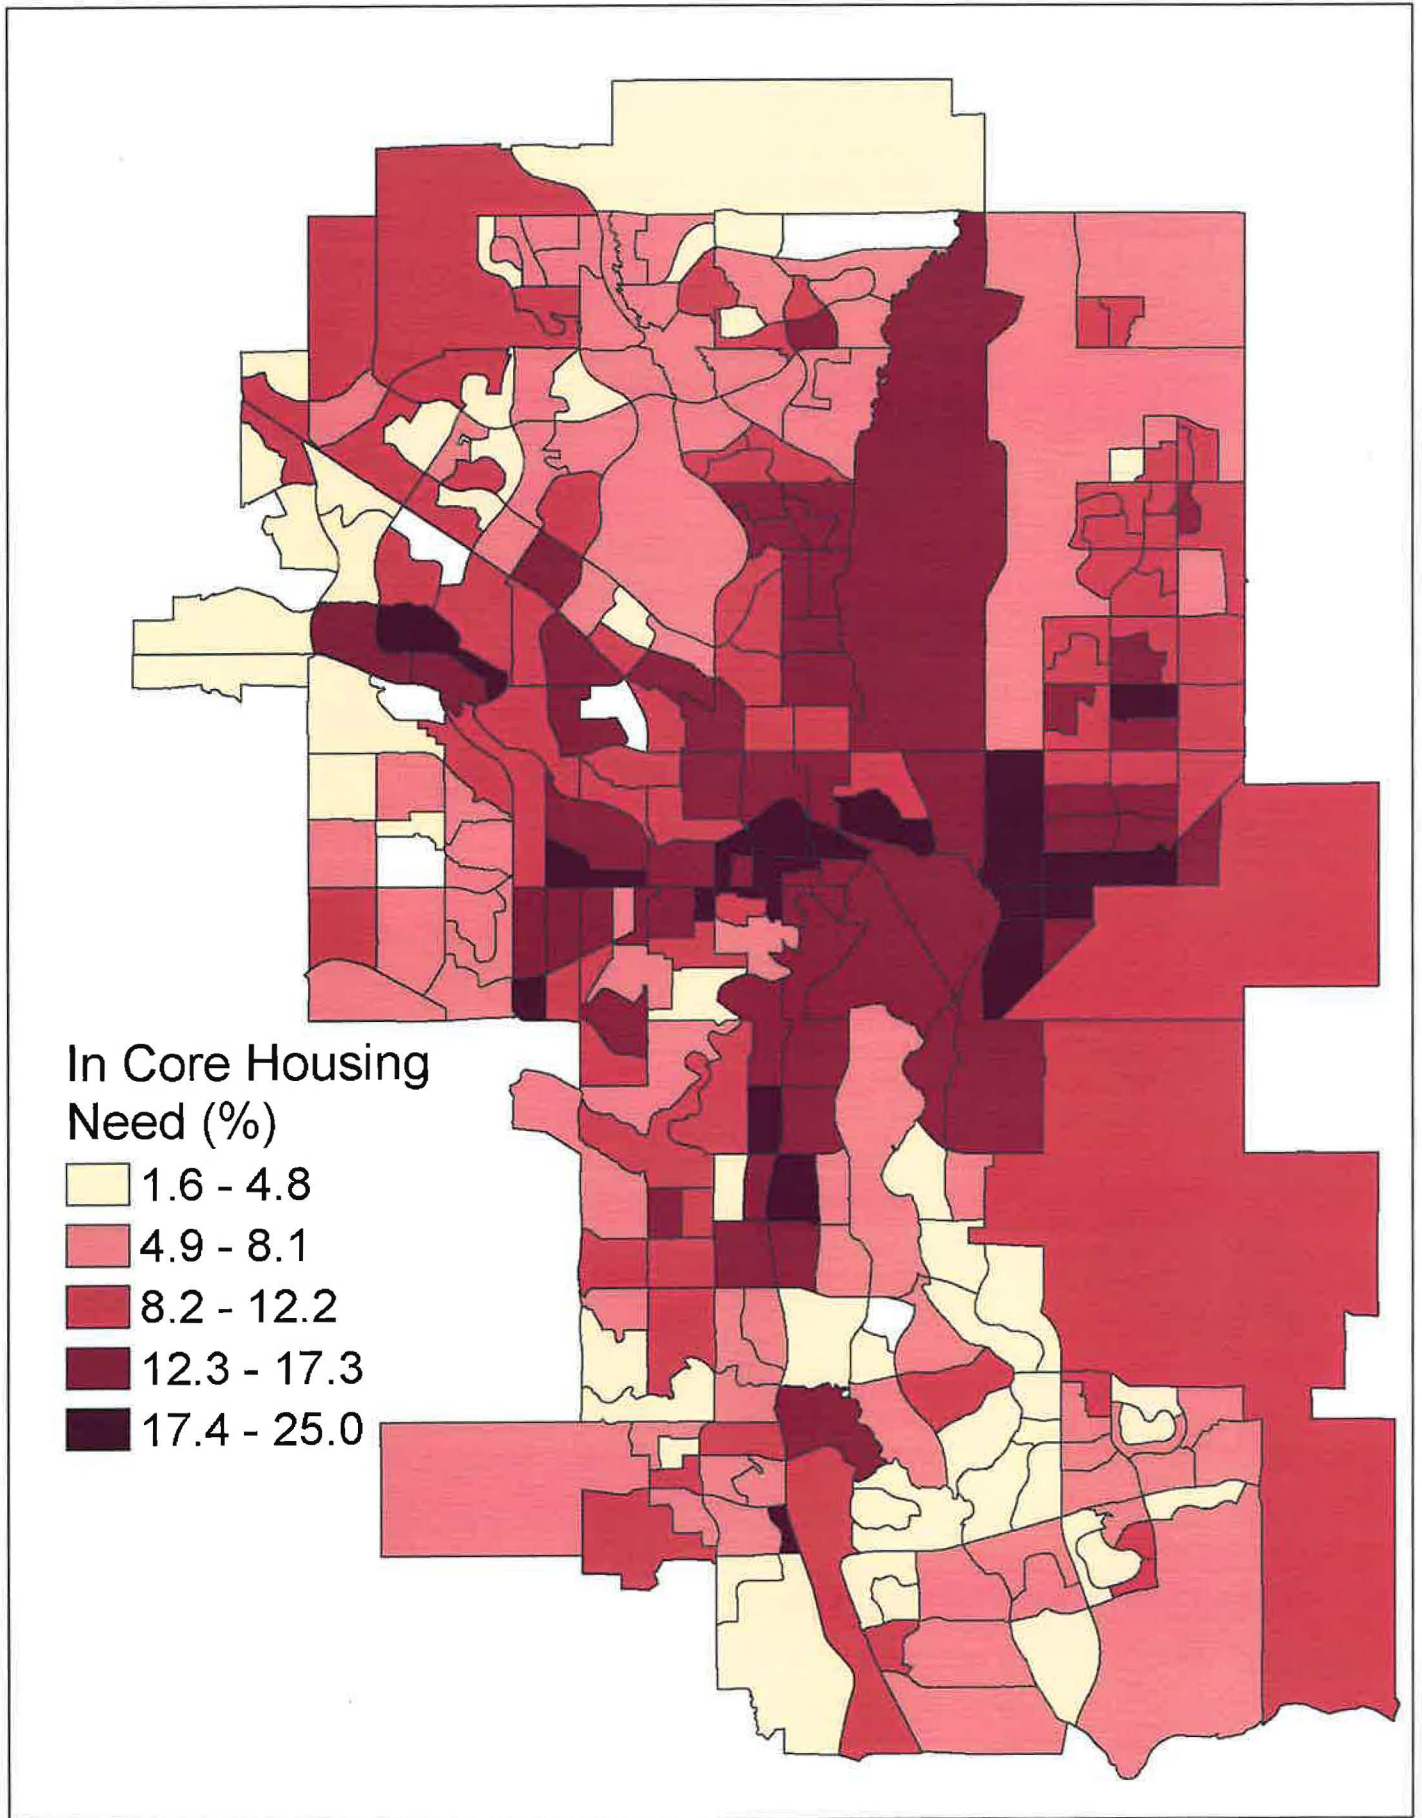 In Core Housing
Need (%)
1.6 - 4.8
4.9 - 8.1
8.2 - 12.2
12.3 - 17.3
17.4 - 25.0